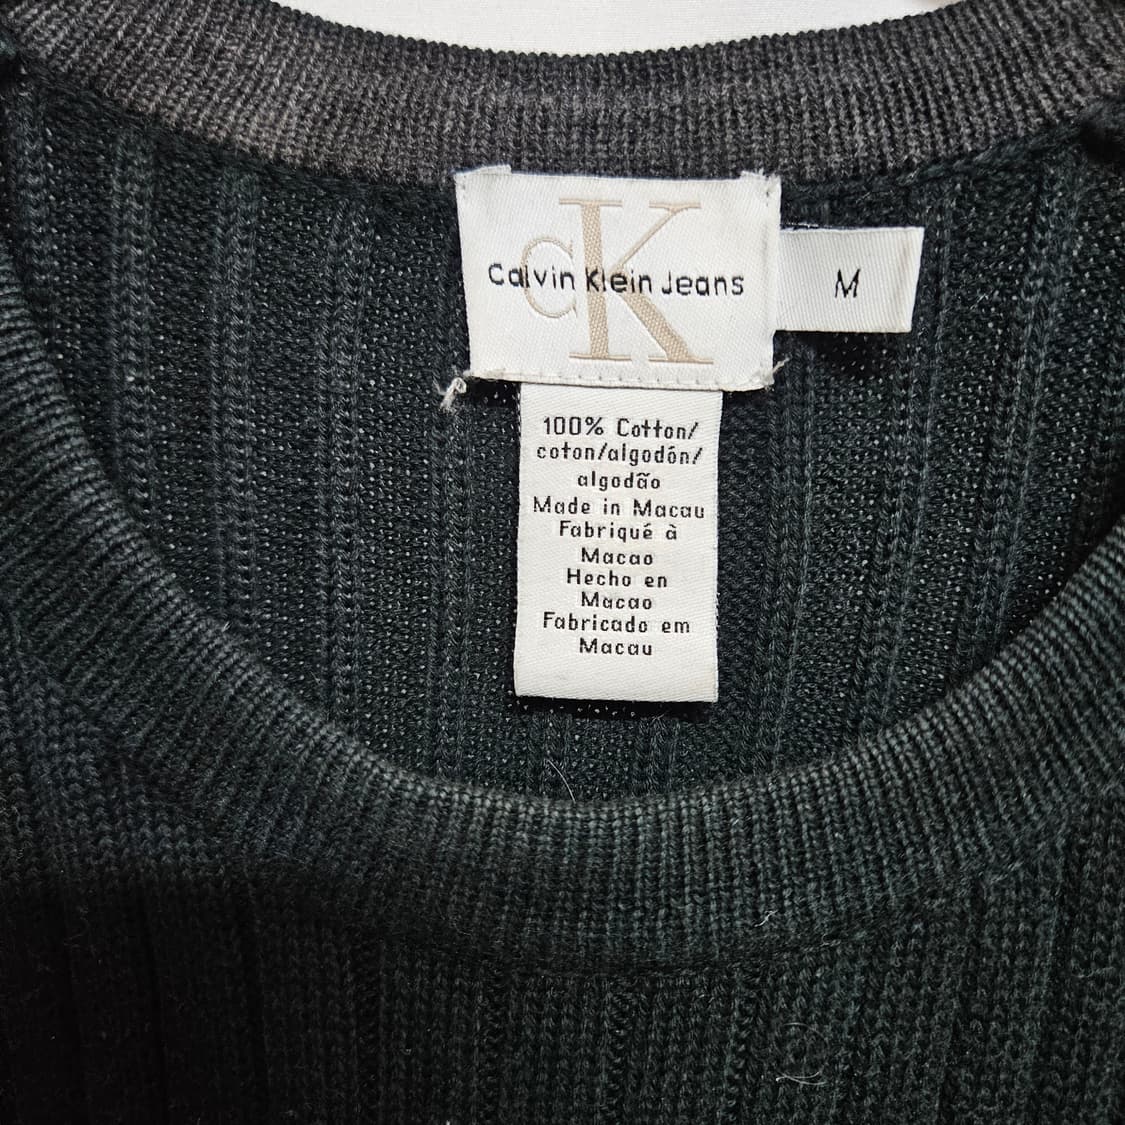 cK
Calvin Klein Jeans
M
100% Cotton/
coton/algodón/
algodão
Made in Macau
Fabriqué à
Macao
Hecho en
Macao
Fabricado em
Macau